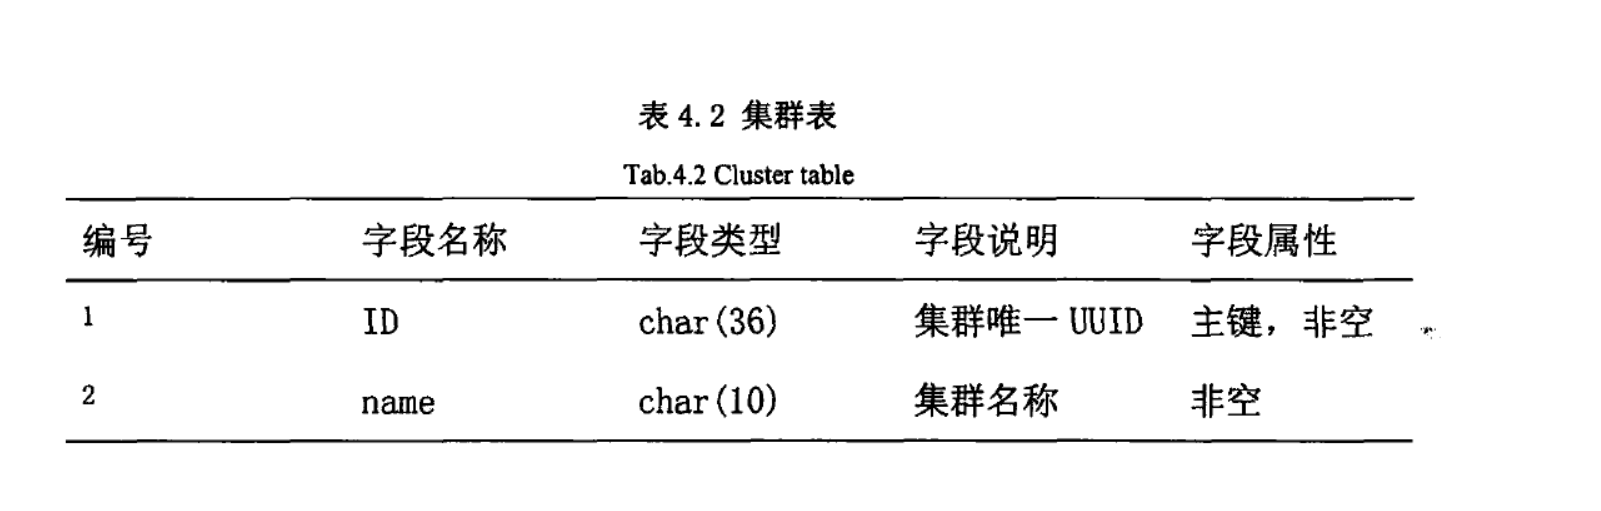 表 4.2 集群表
Tab.4.2 Cluster table
编号 字段名称 字段类型 字段说明 字段属性
1 ID char(36) 集群唯一 UUID 主键，非空
2 name char(10) 集群名称 非空